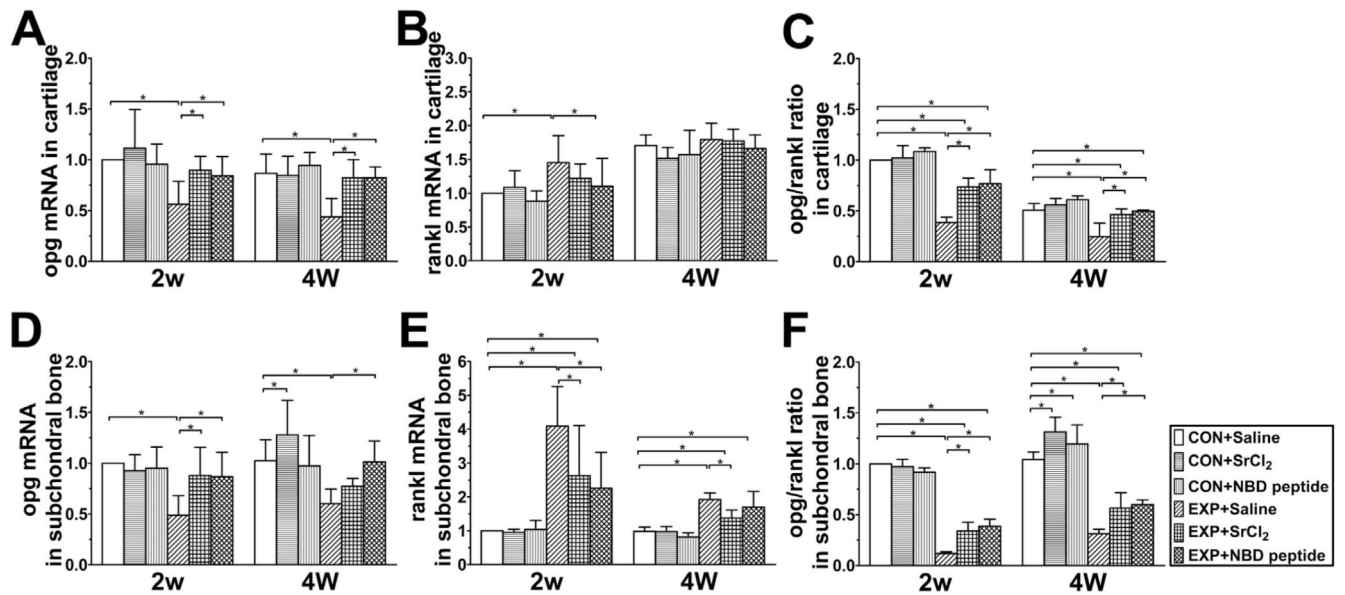 A
opg mRNA in cartilage
2.0
1.5
1.0
0.5
0.0
*
*
*
*
*
*
2w
4W
B
rankl mRNA in cartilage
3.0
2.5
2.0
1.5
1.0
0.5
0.0
*
*
2w
4W
C
opg/rankl ratio
in cartilage
2.0
1.5
1.0
0.5
0.0
*
*
*
*
*
*
*
*
*
*
2w
4W
D
opg mRNA
in subchondral bone
2.0
1.5
1.0
0.5
0.0
*
*
*
*
*
*
2w
4W
E
rankl mRNA
in subchondral bone
6
5
4
3
2
1
0
*
*
*
*
*
*
*
*
*
2w
4W
F
opg/rankl ratio
in subchondral bone
2.0
1.5
1.0
0.5
0.0
*
*
*
*
*
*
*
*
*
*
*
*
2w
4W
CON+Saline
CON+SrCl₂
CON+NBD peptide
EXP+Saline
EXP+SrCl₂
EXP+NBD peptide